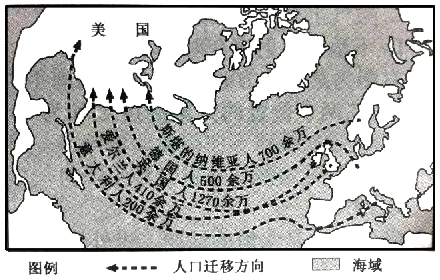 美国
斯堪的纳维亚人700余万
德国人500余万
英国人1270余万
爱尔兰人410余万
意大利人200余万
图例 人口迁移方向 海域